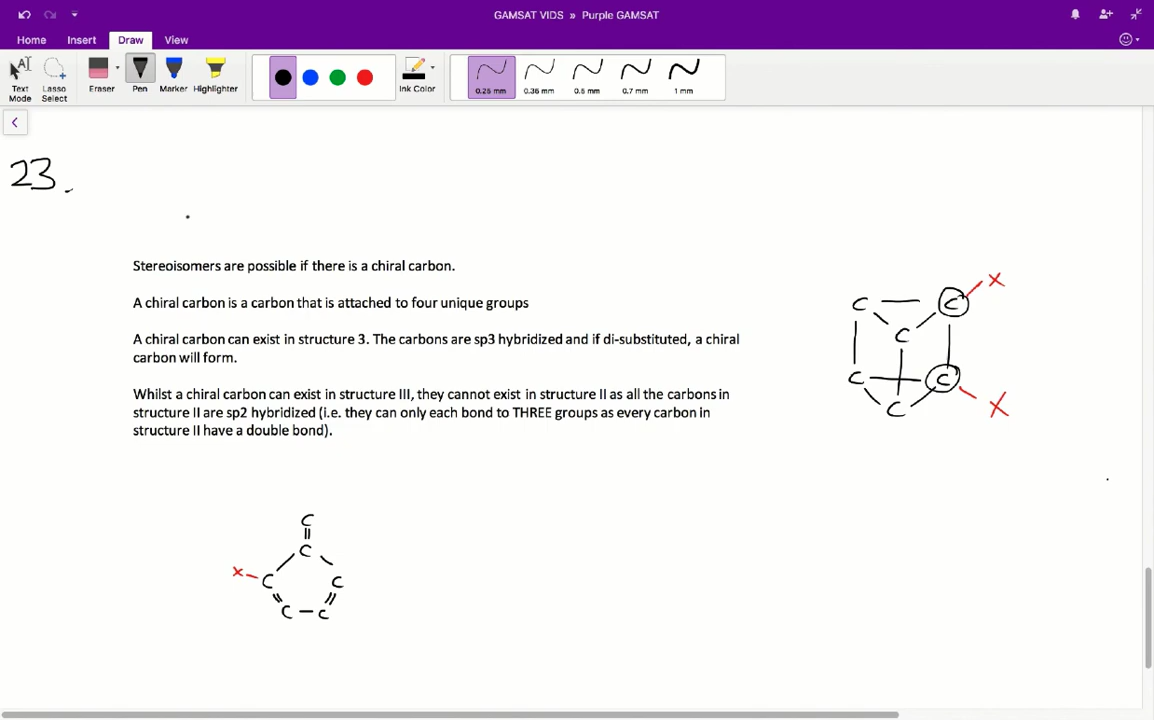 GAMSAT VIDS » Purple GAMSAT
Home Insert Draw View
Text Mode
Lasso Select
Eraser
Pen
Marker
Highlighter
Ink Color
0.25 mm
0.35 mm
0.5 mm
0.7 mm
1 mm
23.
Stereoisomers are possible if there is a chiral carbon.
A chiral carbon is a carbon that is attached to four unique groups
A chiral carbon can exist in structure 3. The carbons are sp3 hybridized and if di-substituted, a chiral
carbon will form.
Whilst a chiral carbon can exist in structure III, they cannot exist in structure II as all the carbons in
structure II are sp2 hybridized (i.e. they can only each bond to THREE groups as every carbon in
structure II have a double bond).
X
C C
C
C C
C
X
C
C
X C C
C C